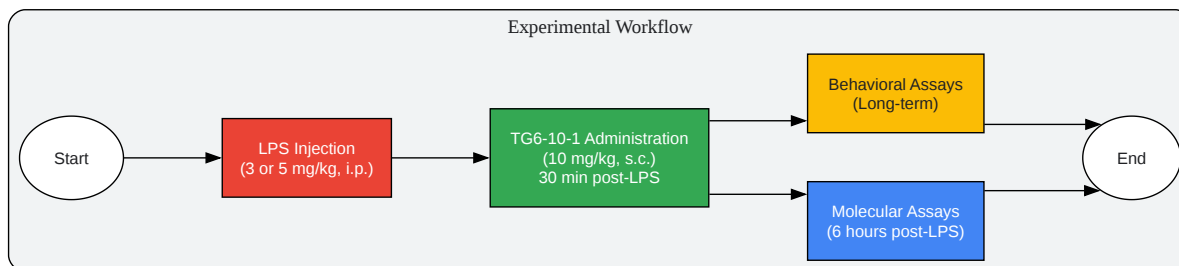 Experimental Workflow
Start
LPS Injection
(3 or 5 mg/kg, i.p.)
TG6-10-1 Administration
(10 mg/kg, s.c.)
30 min post-LPS
Behavioral Assays
(Long-term)
Molecular Assays
(6 hours post-LPS)
End